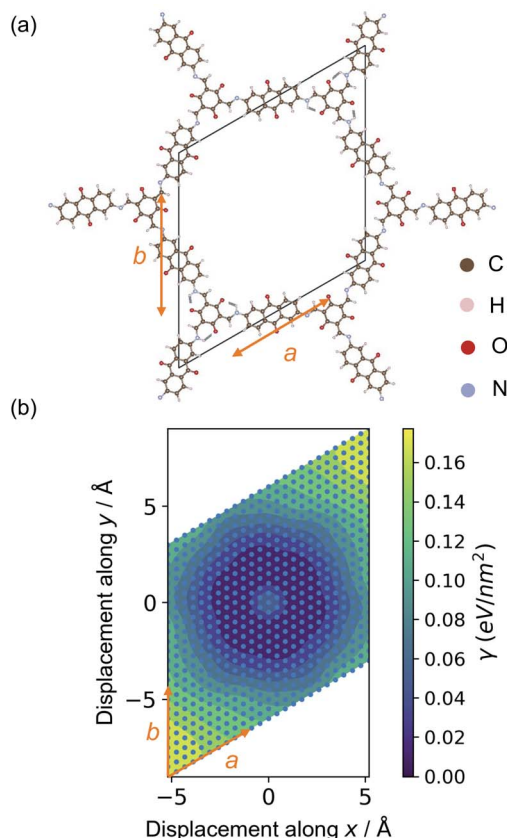 (a)
b
a
C
H
O
N
(b)
Displacement along y / Å
5
0
−5
b
a
−5
0
5
Displacement along x / Å
0.16
0.14
0.12
0.10
0.08
0.06
0.04
0.02
0.00
γ (eV/nm²)